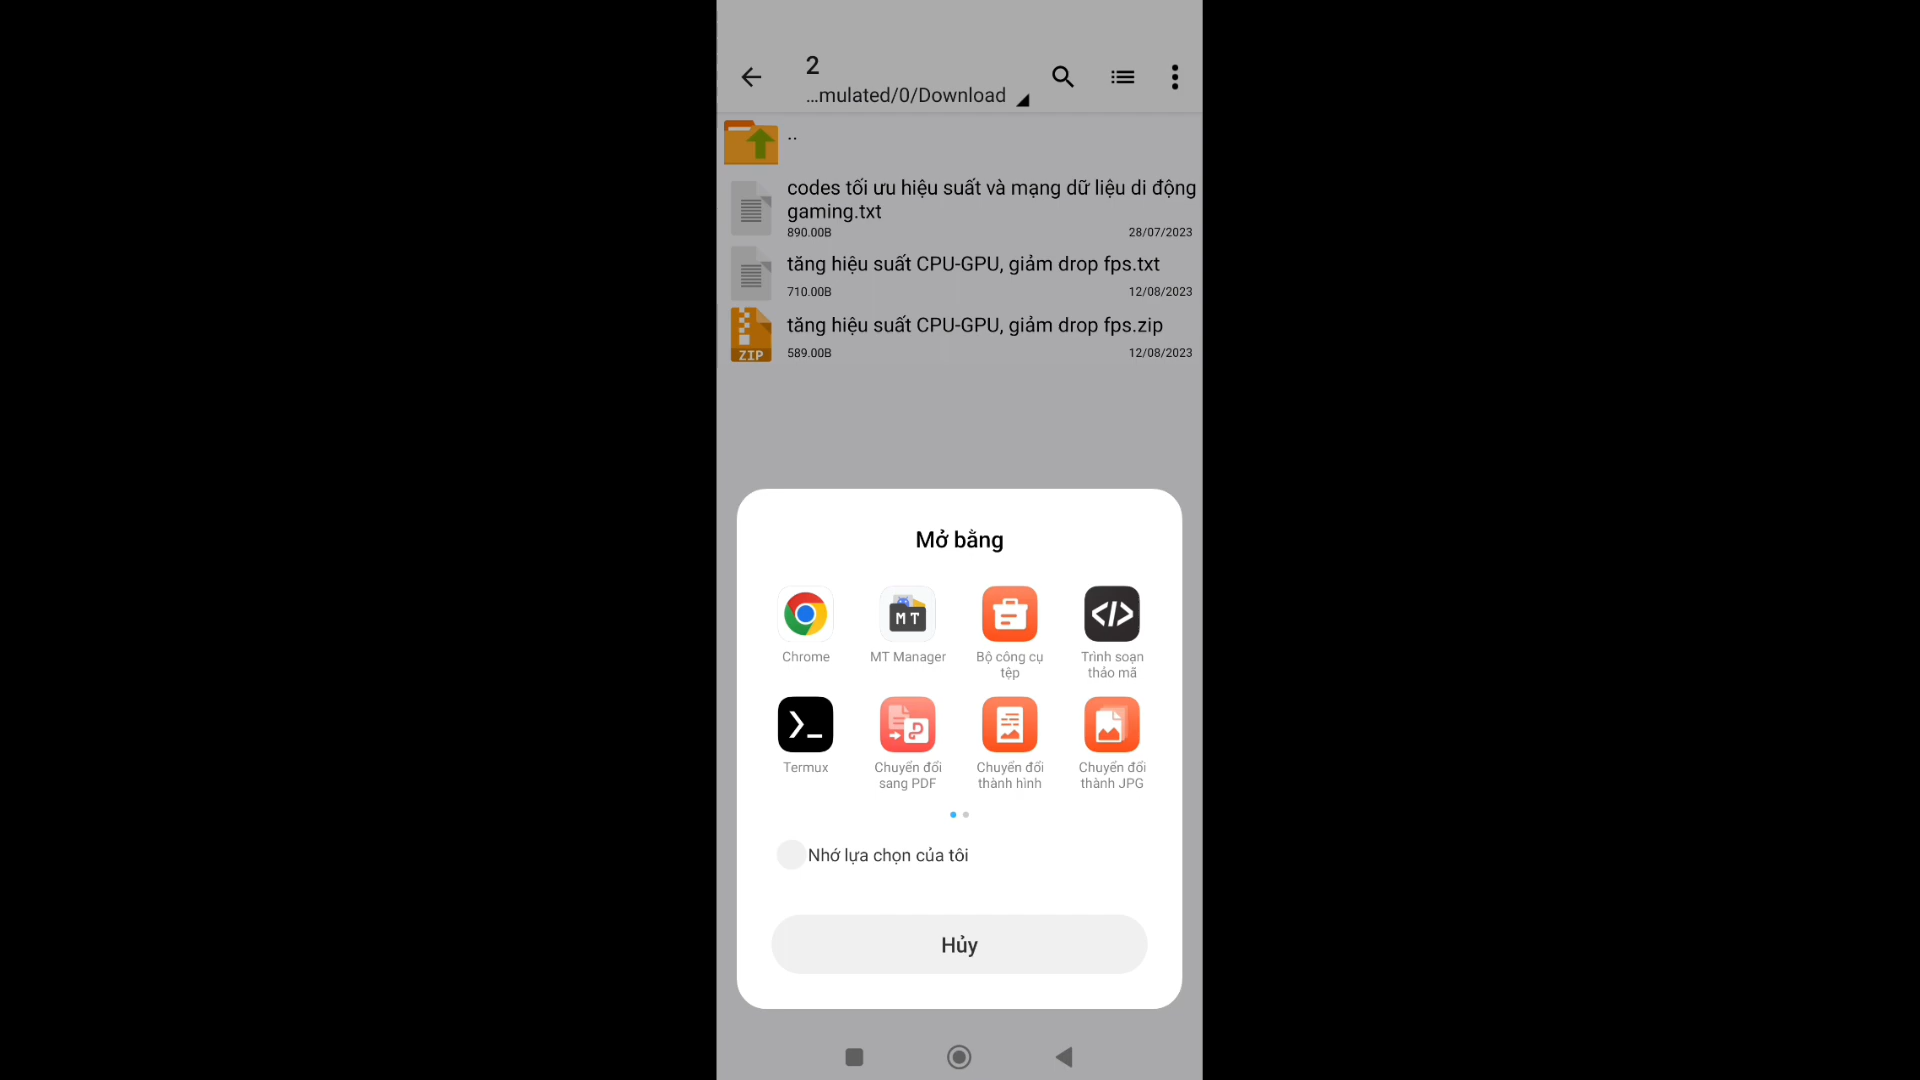 2
...mulated/0/Download
..
codes tối ưu hiệu suất và mạng dữ liệu di động
gaming.txt
890.00B 28/07/2023
tăng hiệu suất CPU-GPU, giảm drop fps.txt
710.00B 12/08/2023
tăng hiệu suất CPU-GPU, giảm drop fps.zip
ZIP
589.00B 12/08/2023
Mở bằng
MT
Chrome
MT Manager
Bộ công cụ
tệp
Trình soạn
thảo mã
Termux
Chuyển đổi
sang PDF
Chuyển đổi
thành hình
Chuyển đổi
thành JPG
Nhớ lựa chọn của tôi
Hủy